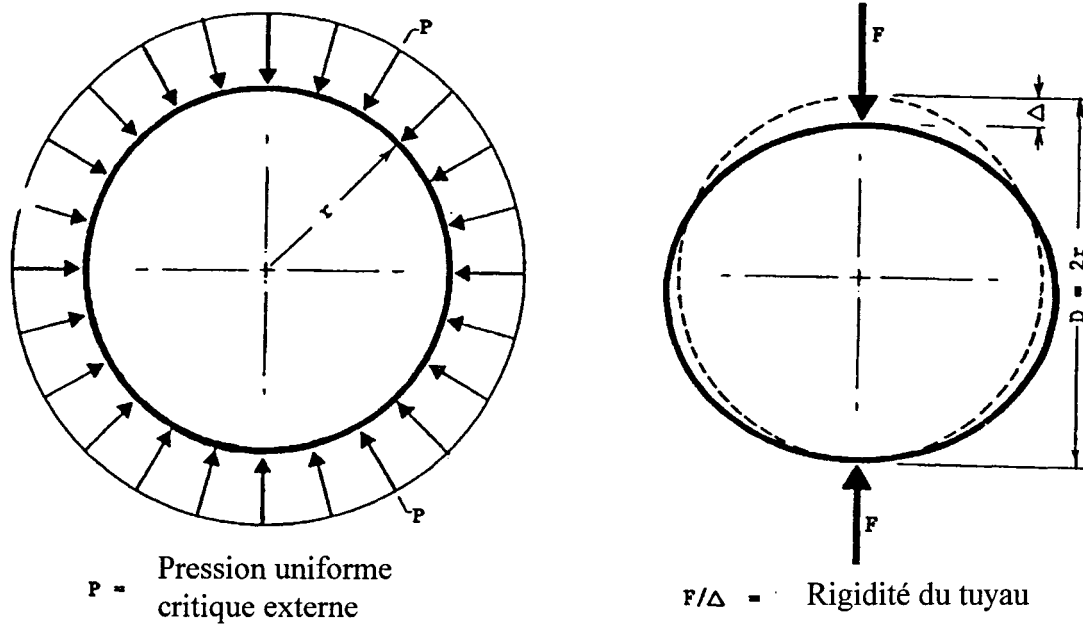 P
r
P
P = Pression uniforme
critique externe
F
Δ
D = 2r
F
F/Δ = Rigidité du tuyau